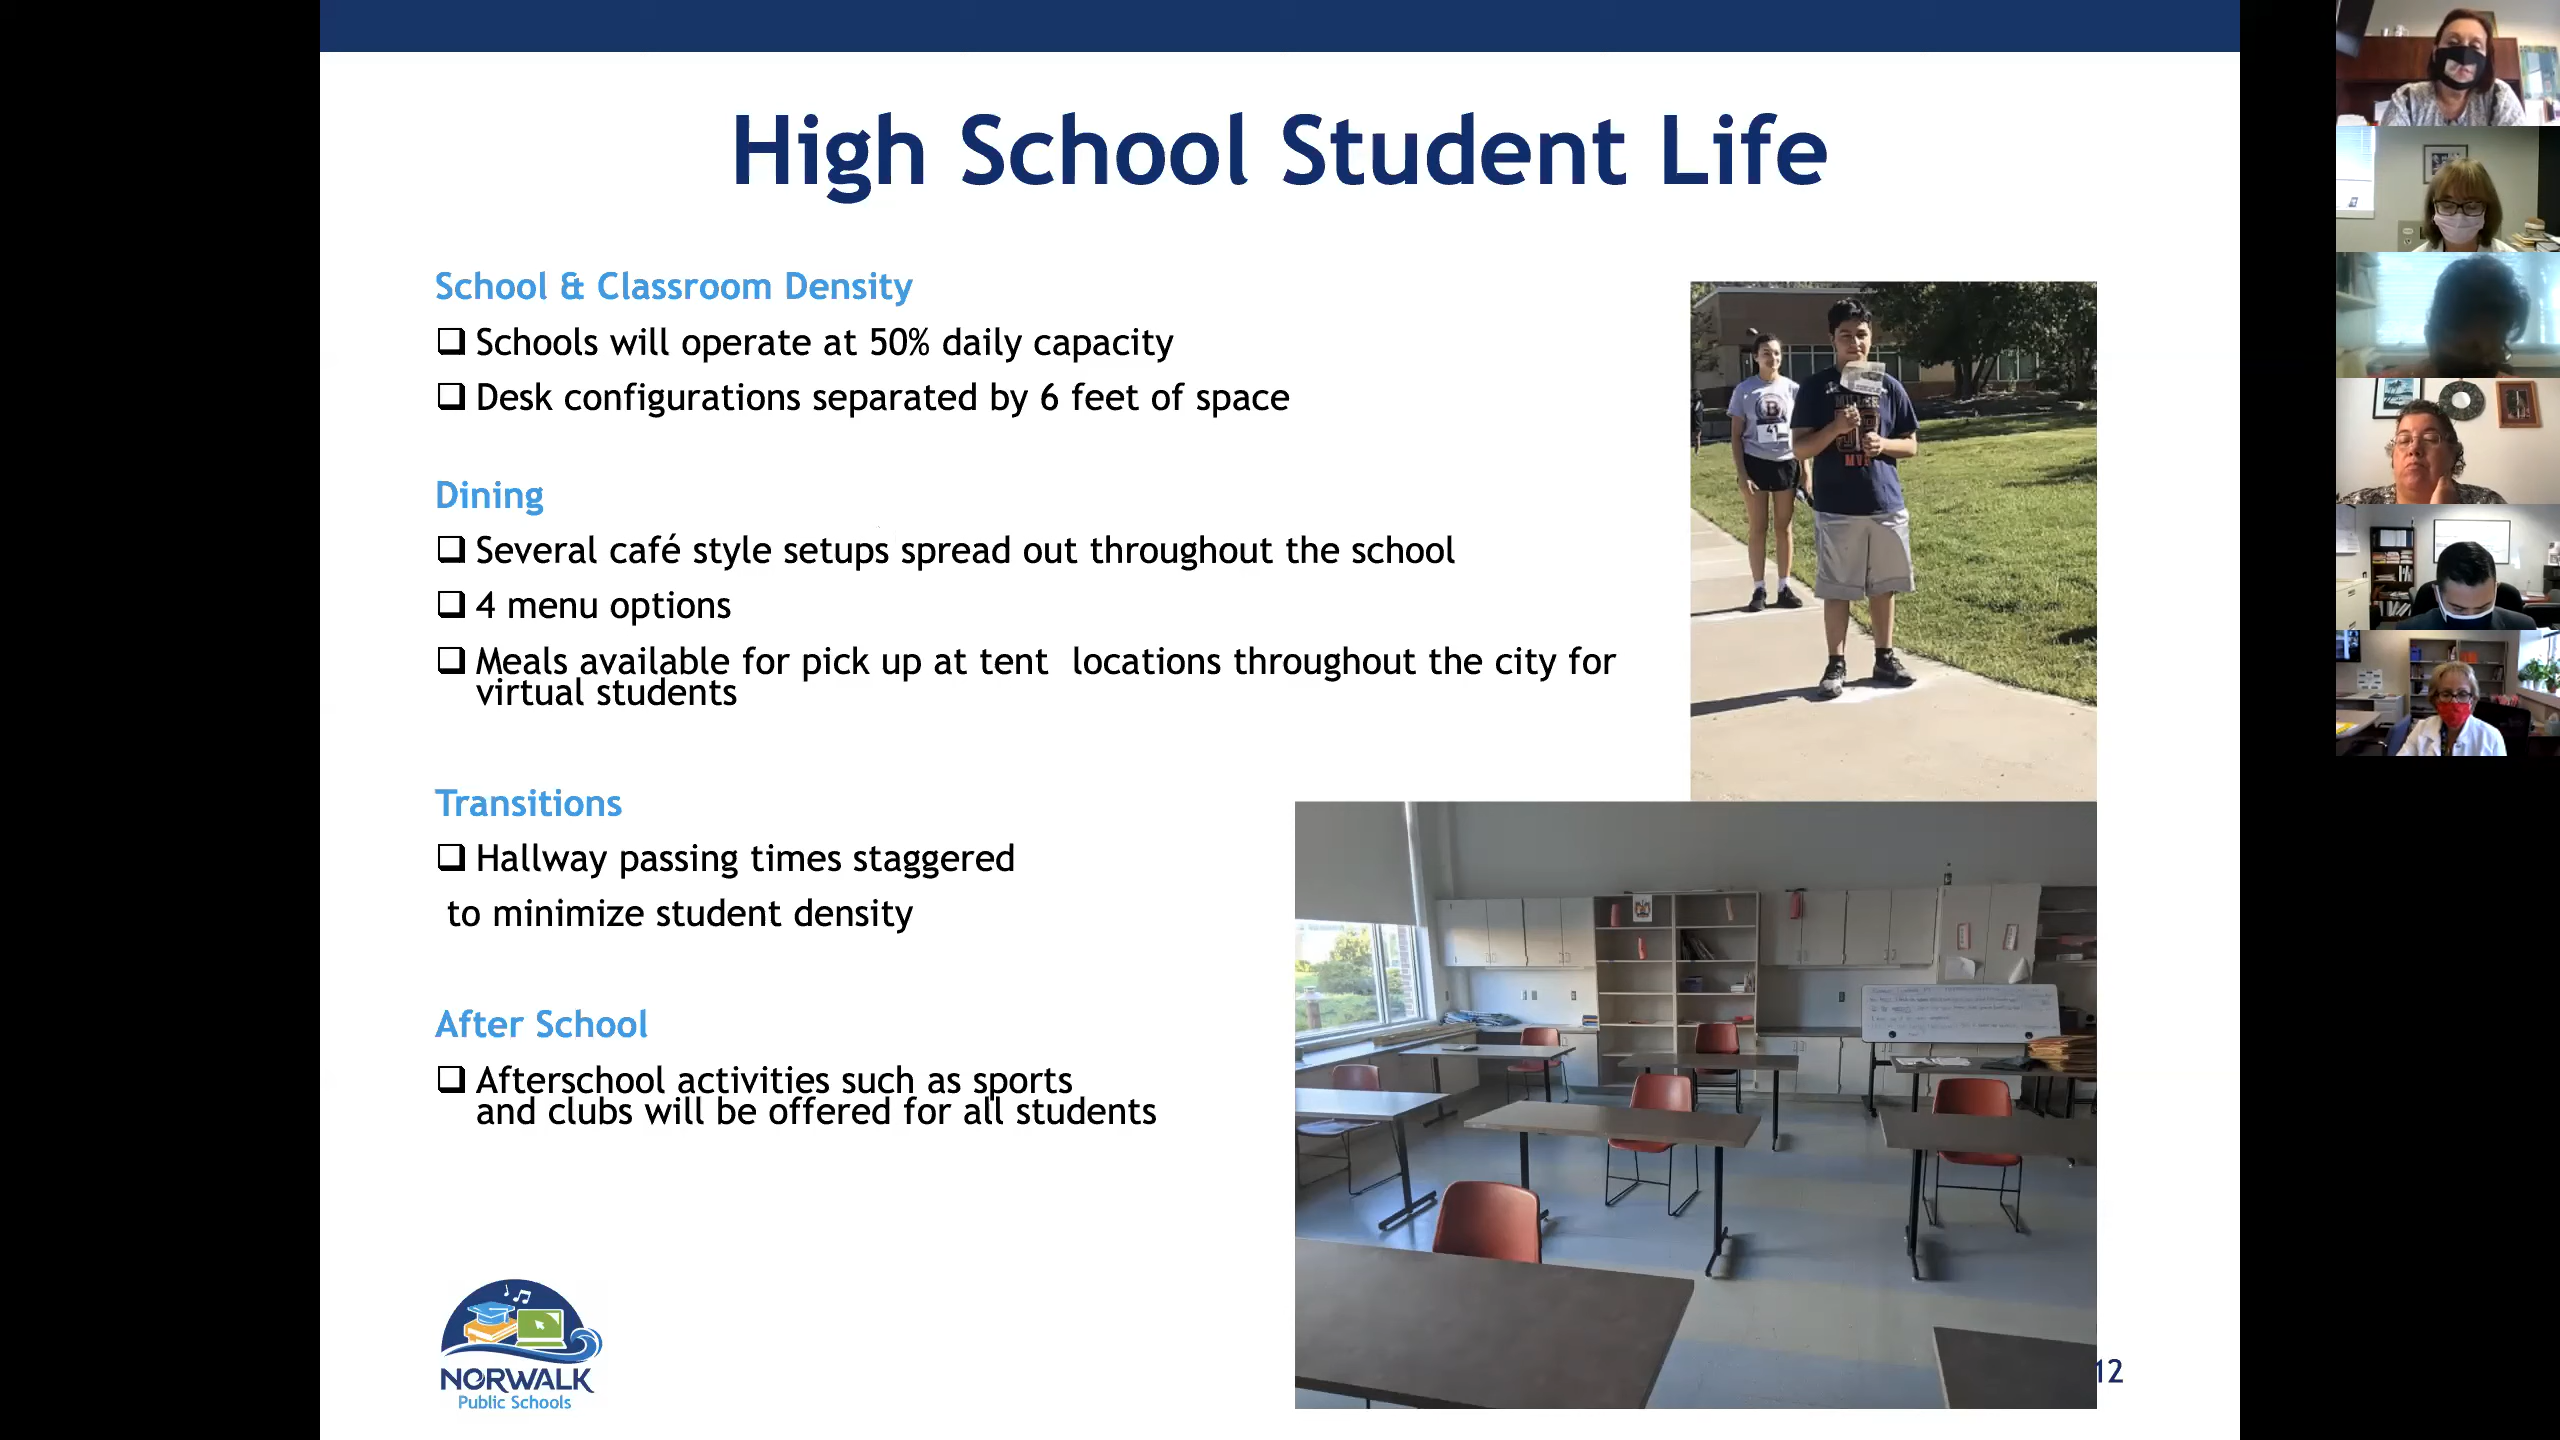 High School Student Life
School & Classroom Density
Schools will operate at 50% daily capacity
Desk configurations separated by 6 feet of space
Dining
Several café style setups spread out throughout the school
4 menu options
Meals available for pick up at tent locations throughout the city for
virtual students
Transitions
Hallway passing times staggered
to minimize student density
After School
Afterschool activities such as sports
and clubs will be offered for all students
B
41
MVP
NORWALK
Public Schools
12